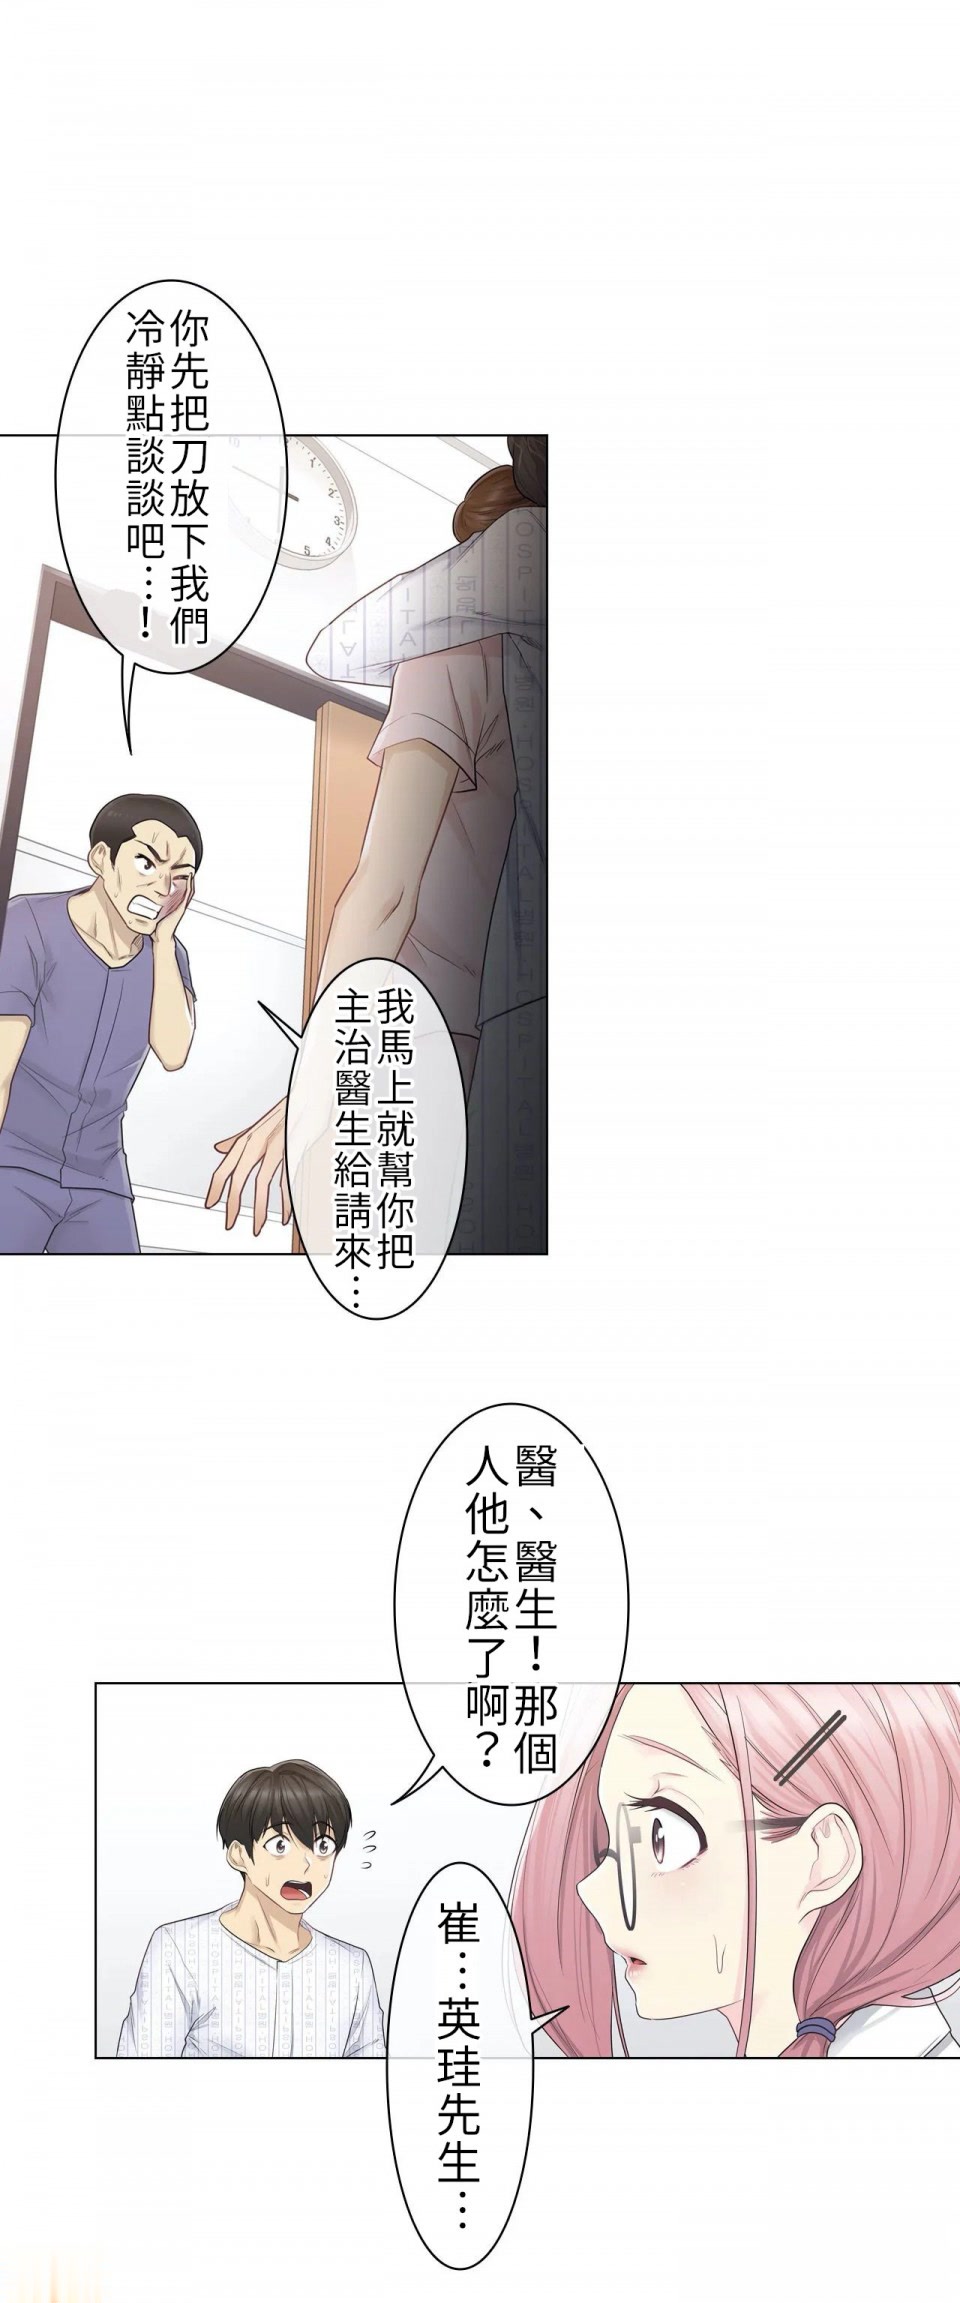 你先把刀放下我們
冷靜點談談吧…！
我馬上就幫你把
主治醫生給請來…
醫、醫生！那個
人他怎麼了啊？
崔…英珪先生…